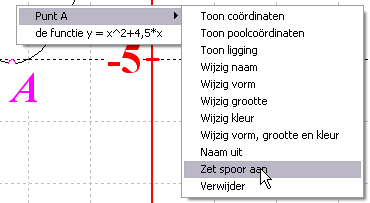 Punt A
de functie y = x^2+4,5*x
Toon coördinaten
Toon poolcoördinaten
Toon ligging
Wijzig naam
Wijzig vorm
Wijzig grootte
Wijzig kleur
Wijzig vorm, grootte en kleur
Naam uit
Zet spoor aan
Verwijder
-5
A